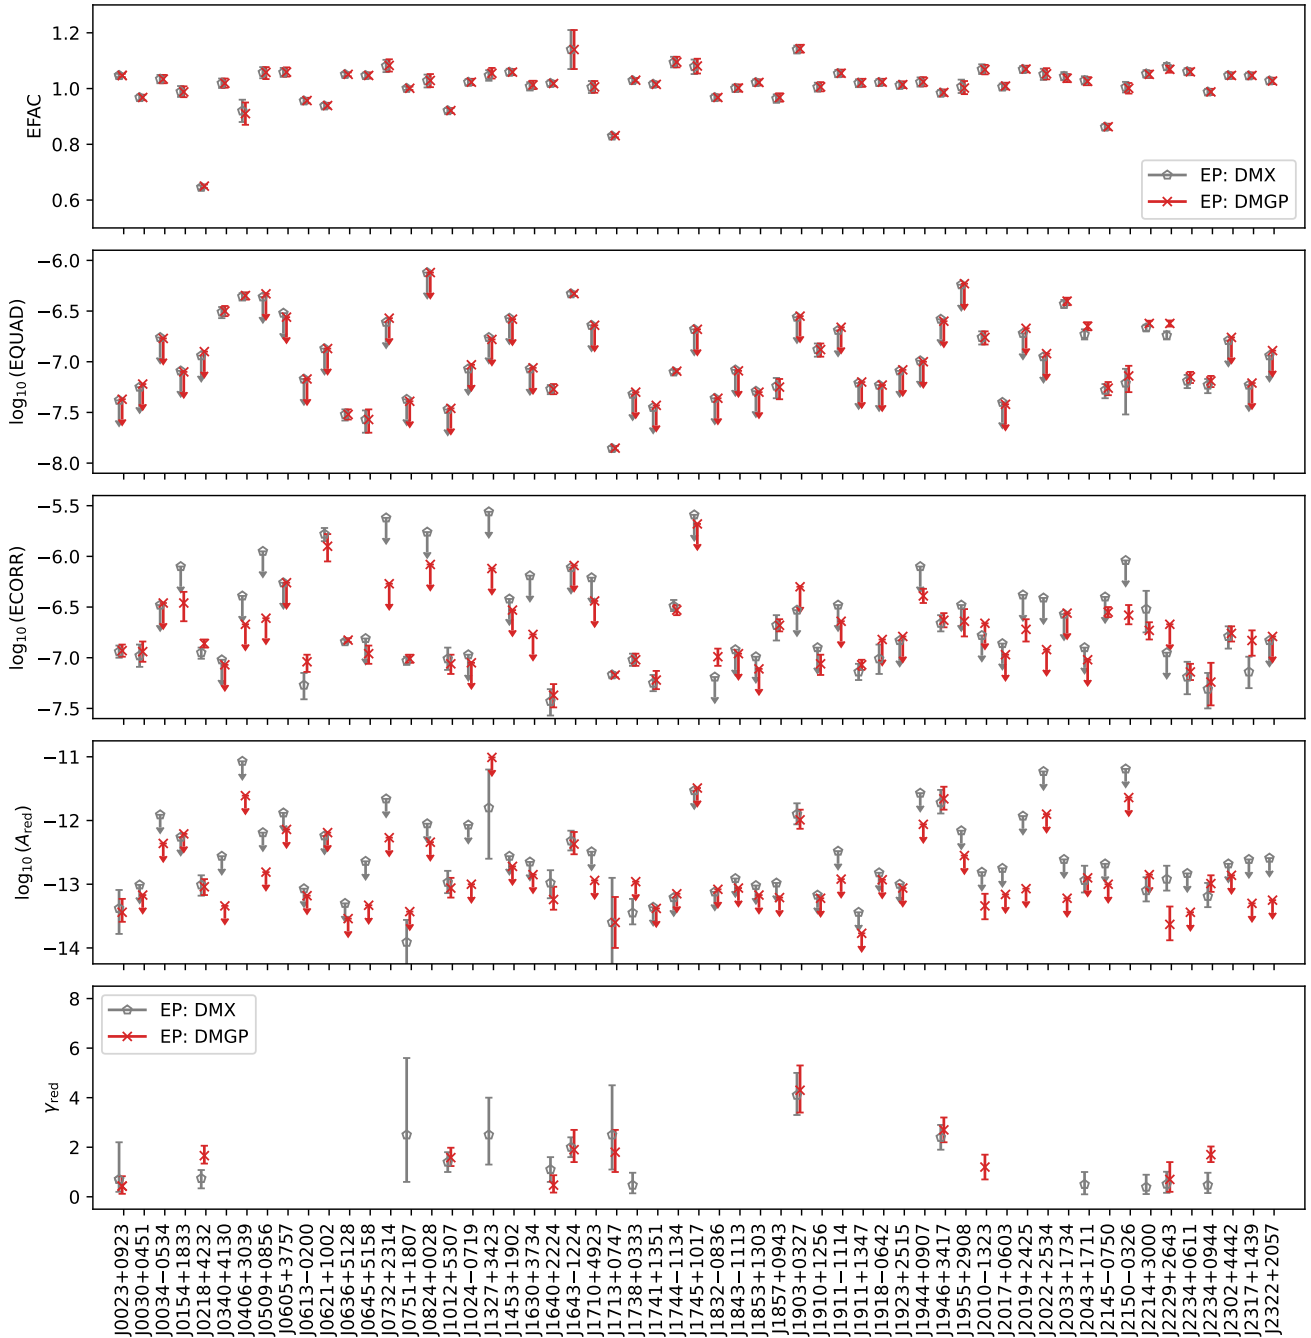 EFAC
1.2
1.0
0.8
0.6
EP: DMX
EP: DMGP
log₁₀(EQUAD)
−6.0
−6.5
−7.0
−7.5
−8.0
log₁₀(ECORR)
−5.5
−6.0
−6.5
−7.0
−7.5
log₁₀(A_red)
−11
−12
−13
−14
γ_red
8
6
4
2
0
EP: DMX
EP: DMGP
J0023+0923
J0030+0451
J0034−0534
J0154+1833
J0218+4232
J0340+4130
J0406+3039
J0509+0856
J0605+3757
J0613−0200
J0621+1002
J0636+5128
J0645+5158
J0732+2314
J0751+1807
J0824+0028
J1012+5307
J1024−0719
J1327+3423
J1453+1902
J1630+3734
J1640+2224
J1643−1224
J1710+4923
J1713+0747
J1738+0333
J1741+1351
J1744−1134
J1745+1017
J1832−0836
J1843−1113
J1853+1303
J1857+0943
J1903+0327
J1910+1256
J1911−1114
J1911+1347
J1918−0642
J1923+2515
J1944+0907
J1946+3417
J1955+2908
J2010−1323
J2017+0603
J2019+2425
J2022+2534
J2033+1734
J2043+1711
J2145−0750
J2150−0326
J2214+3000
J2229+2643
J2234+0611
J2234+0944
J2302+4442
J2317+1439
J2322+2057